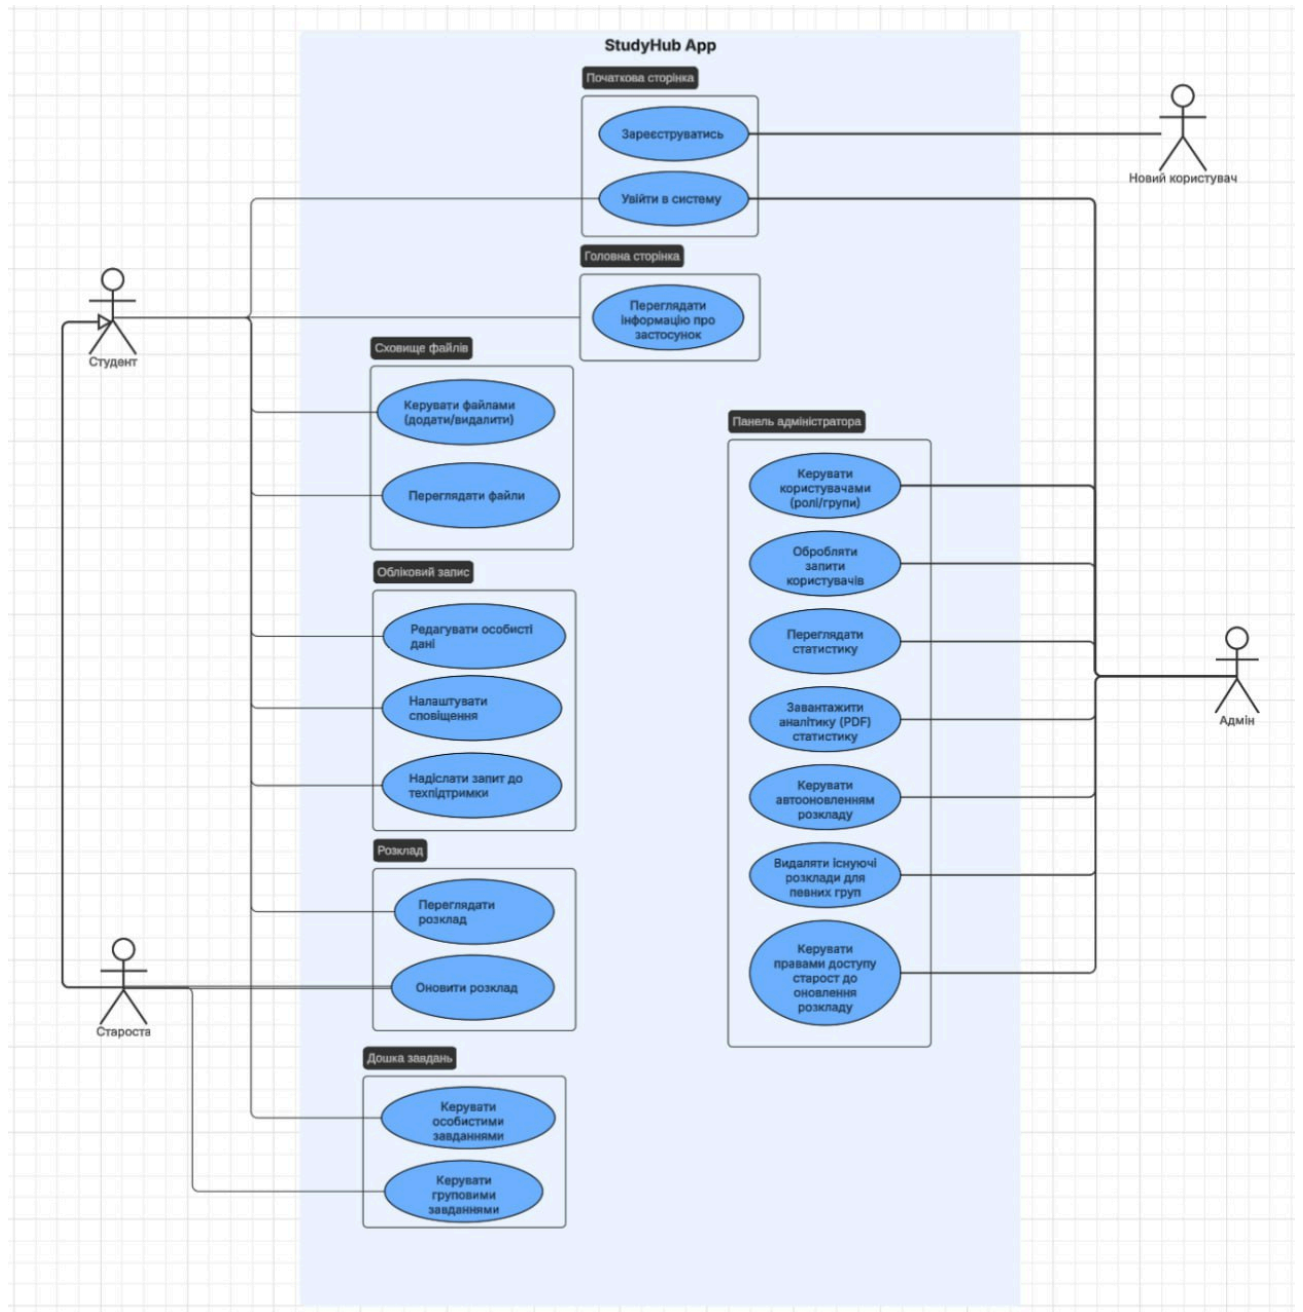 StudyHub App
Початкова сторінка
Зареєструватись
Новий користувач
Увійти в систему
Головна сторінка
Переглядати
інформацію про
застосунок
Студент
Сховище файлів
Керувати файлами
(додати/видалити)
Переглядати файли
Обліковий запис
Редагувати особисті
дані
Налаштувати
сповіщення
Надіслати запит до
техпідтримки
Розклад
Переглядати
розклад
Оновити розклад
Староста
Дошка завдань
Керувати
особистими
завданнями
Керувати
груповими
завданнями
Панель адміністратора
Керувати
користувачами
(ролі/групи)
Обробляти
запити
користувачів
Переглядати
статистику
Завантажити
аналітику (PDF)
статистику
Керувати
автооновленням
розкладу
Видаляти існуючі
розклади для
певних груп
Керувати
правами доступу
старост до
оновлення
розкладу
Адмін